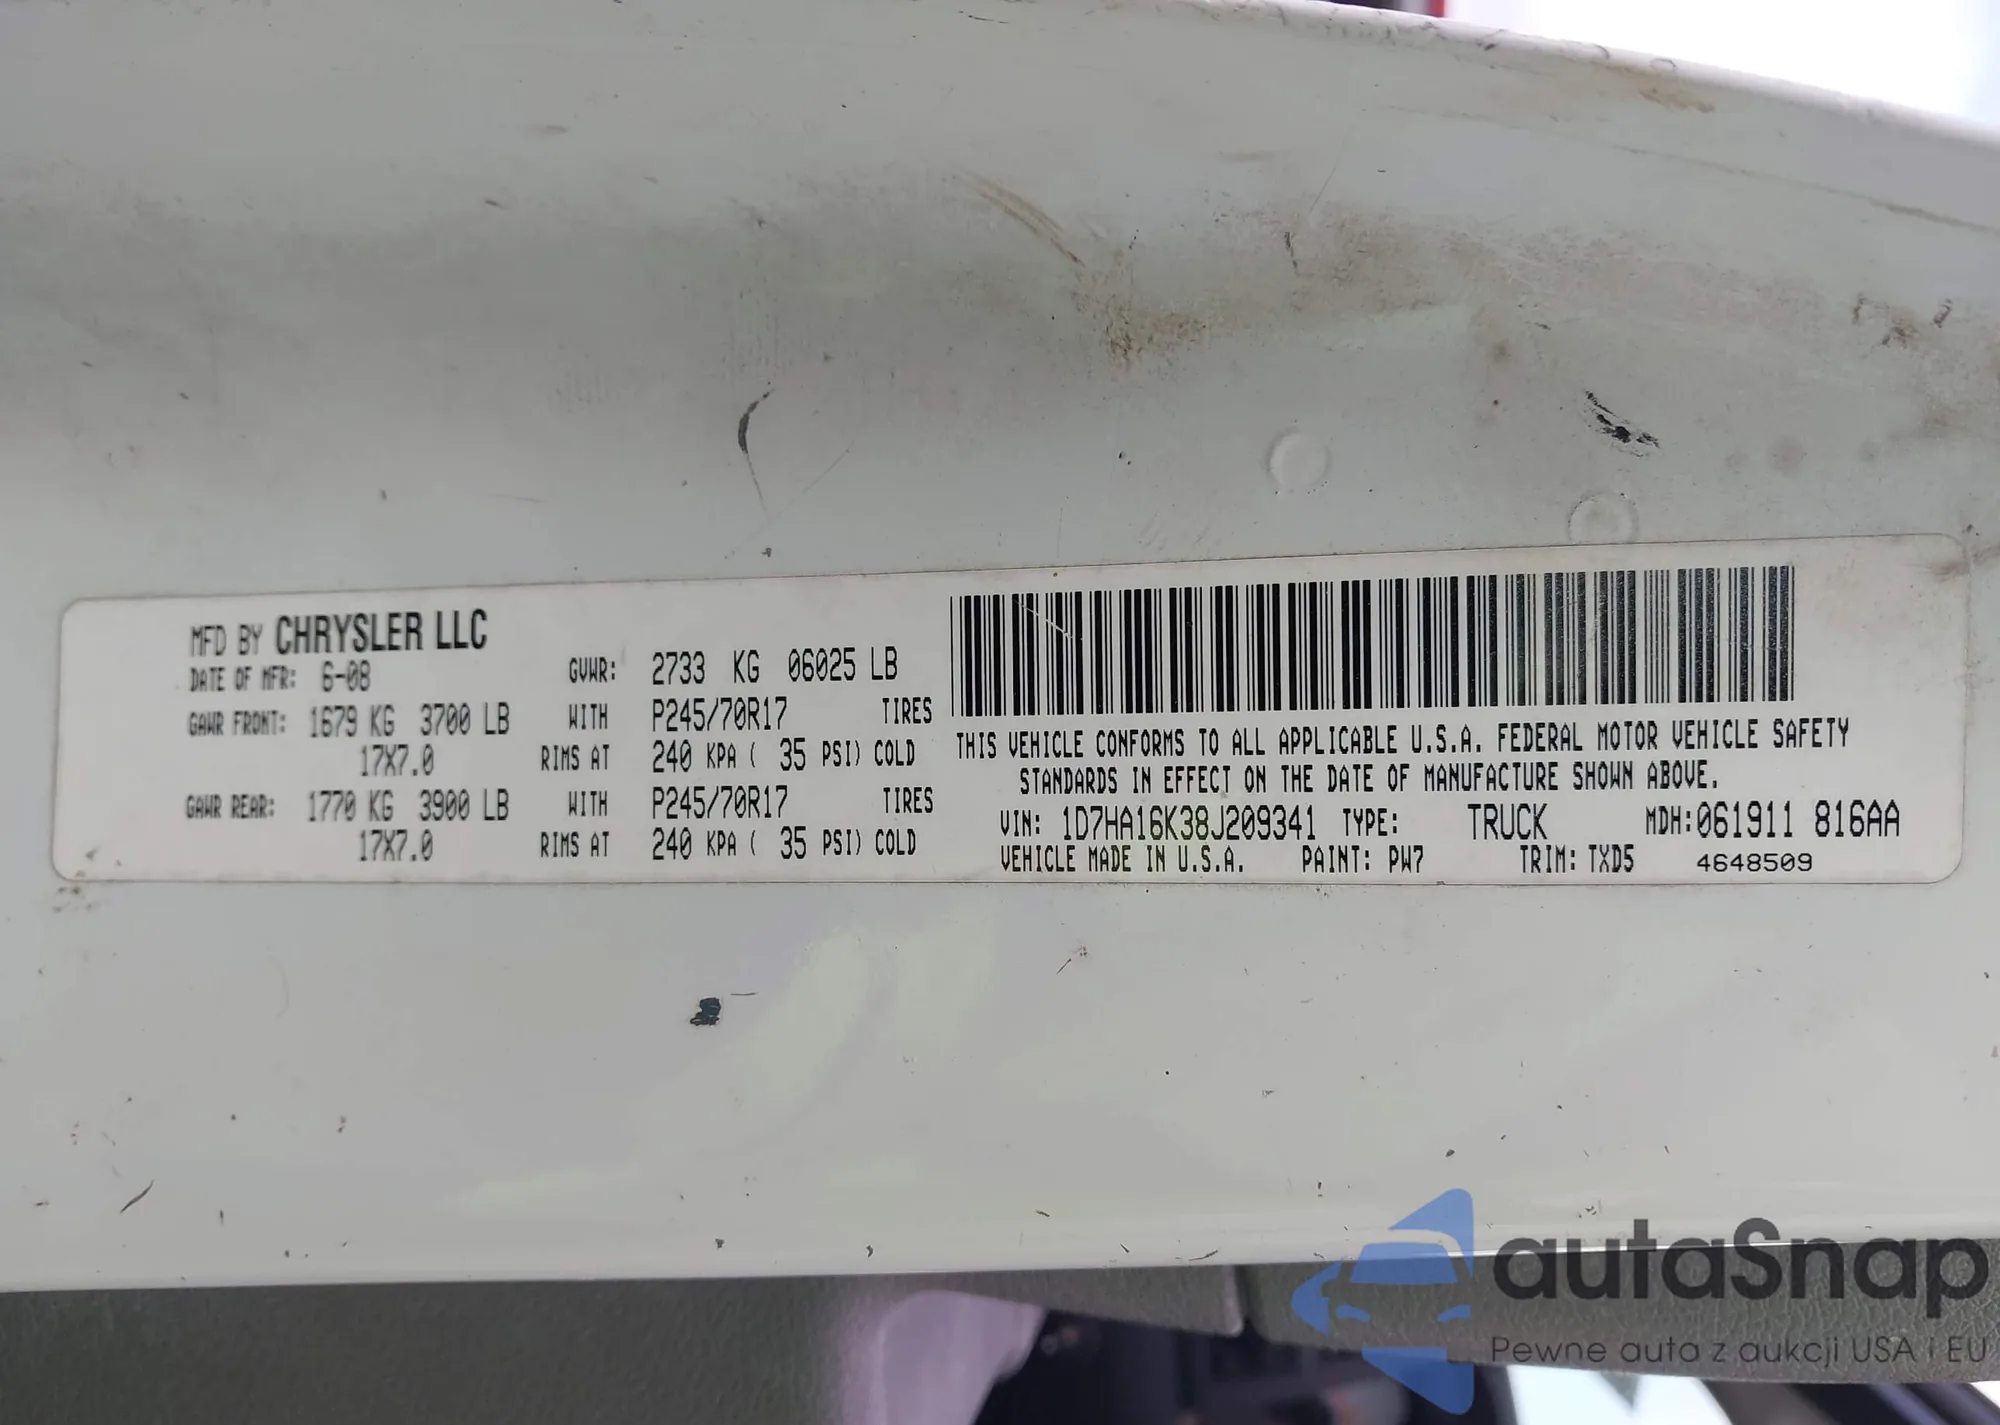 MFD BY CHRYSLER LLC
DATE OF MFR: 6-08
GVWR: 2733 KG 06025 LB
GAWR FRONT: 1679 KG 3700 LB WITH P245/70R17 TIRES
17X7.0 RIMS AT 240 KPA ( 35 PSI) COLD
GAWR REAR: 1770 KG 3900 LB WITH P245/70R17 TIRES
17X7.0 RIMS AT 240 KPA ( 35 PSI) COLD
THIS VEHICLE CONFORMS TO ALL APPLICABLE U.S.A. FEDERAL MOTOR VEHICLE SAFETY
STANDARDS IN EFFECT ON THE DATE OF MANUFACTURE SHOWN ABOVE.
VIN: 1D7HA16K38J209341 TYPE: TRUCK MDH:061911 816AA
VEHICLE MADE IN U.S.A. PAINT: PW7 TRIM: TXD5 4648509
autaSnap
Pewne auta z aukcji USA i EU